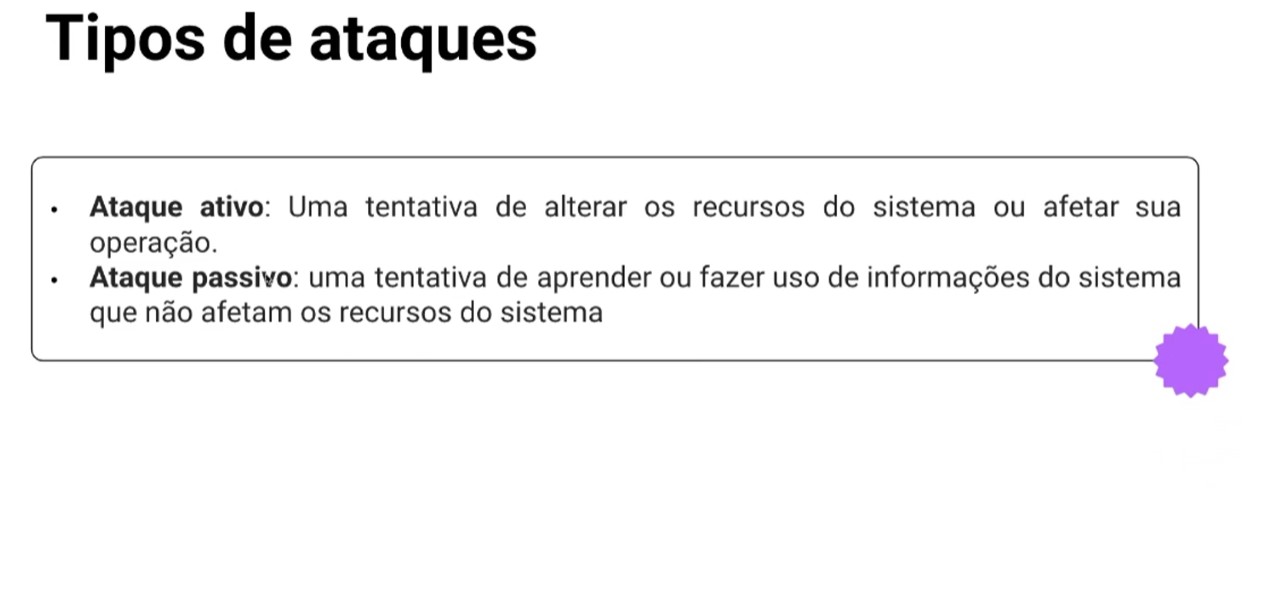 Tipos de ataques
• Ataque ativo: Uma tentativa de alterar os recursos do sistema ou afetar sua
operação.
• Ataque passivo: uma tentativa de aprender ou fazer uso de informações do sistema
que não afetam os recursos do sistema